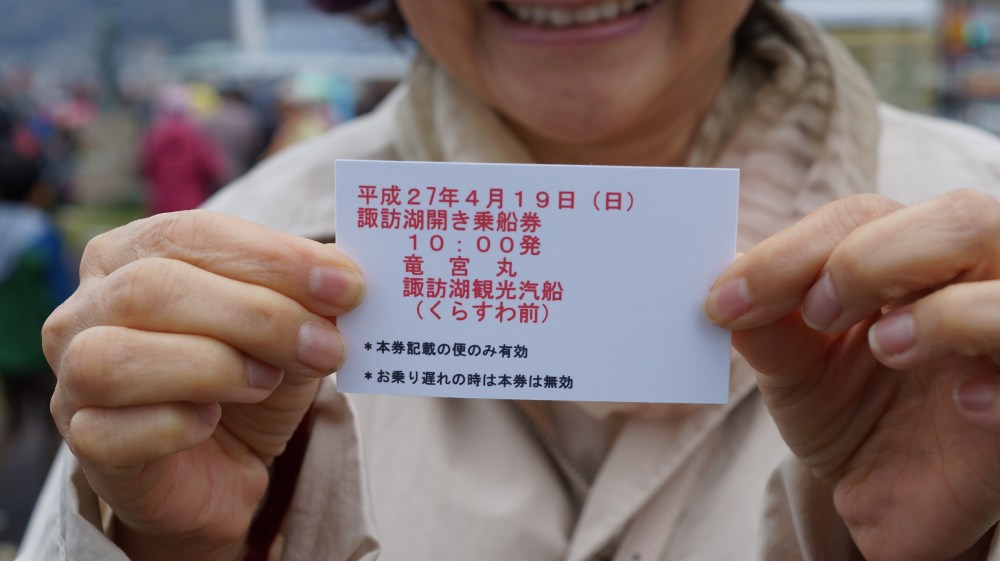 平成２７年４月１９日（日）
諏訪湖開き乗船券
１０：００発
竜　宮　丸
諏訪湖観光汽船
（くらすわ前）
＊本券記載の便のみ有効
＊お乗り遅れの時は本券は無効